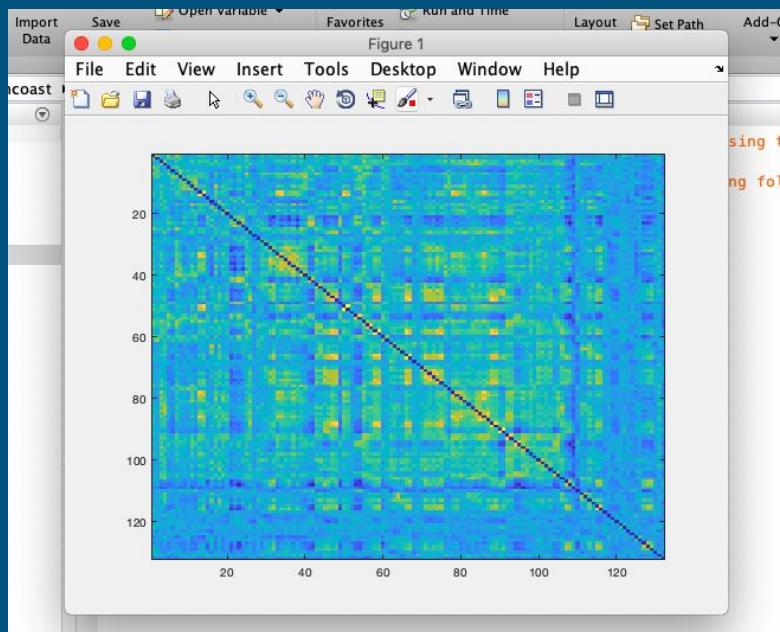 Import Save Open Variable Favorites Run and Time Layout Set Path
Data
Figure 1
File Edit View Insert Tools Desktop Window Help
ncoast
sing t
ng fol
20
40
60
80
100
120
20 40 60 80 100 120